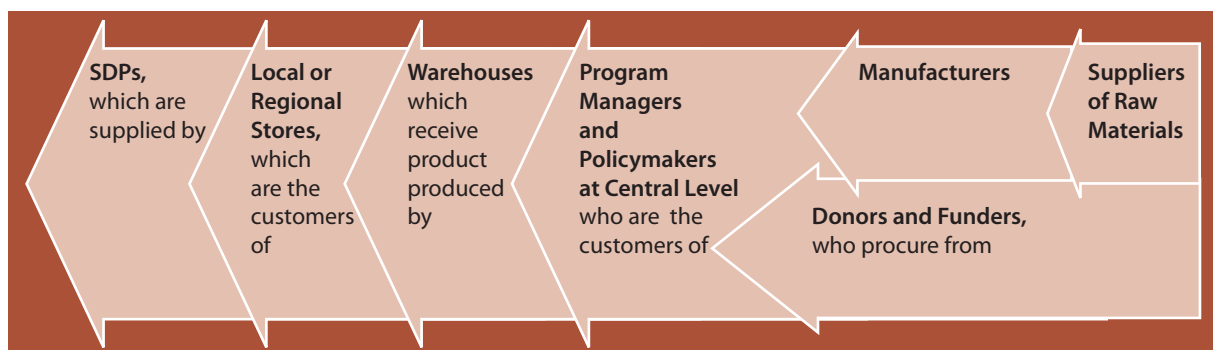 SDPs,
which are
supplied by
Local or
Regional
Stores,
which
are the
customers
of
Warehouses
which
receive
product
produced
by
Program
Managers
and
Policymakers
at Central Level
who are the
customers of
Manufacturers
Suppliers
of Raw
Materials
Donors and Funders,
who procure from